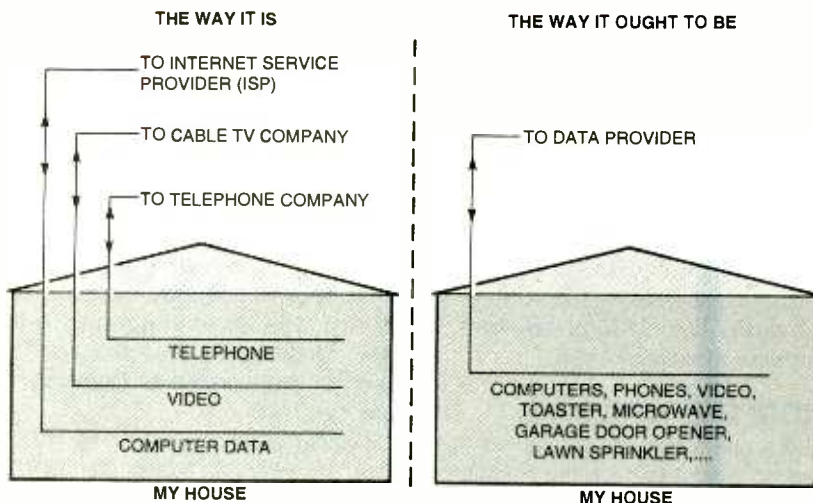 THE WAY IT IS
TO INTERNET SERVICE
PROVIDER (ISP)
TO CABLE TV COMPANY
TO TELEPHONE COMPANY
TELEPHONE
VIDEO
COMPUTER DATA
MY HOUSE
THE WAY IT OUGHT TO BE
TO DATA PROVIDER
COMPUTERS, PHONES, VIDEO,
TOASTER, MICROWAVE,
GARAGE DOOR OPENER,
LAWN SPRINKLER,....
MY HOUSE